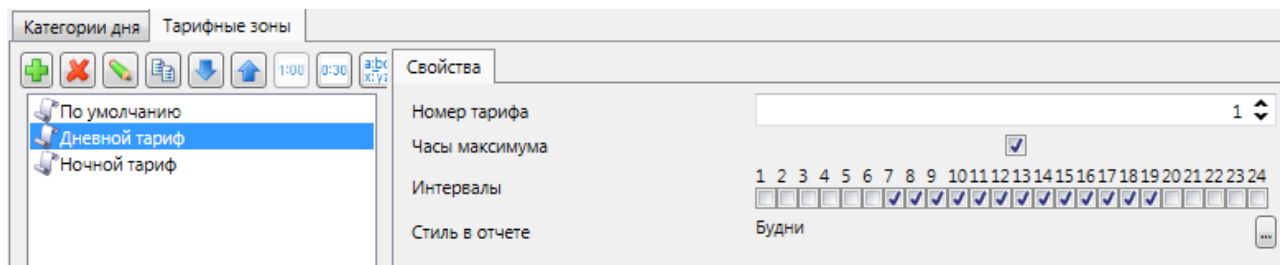 Категории дня Тарифные зоны
1:00 0:30 a:bc x:yz
Свойства
По умолчанию
Дневной тариф
Ночной тариф
Номер тарифа 1
Часы максимума
Интервалы 1 2 3 4 5 6 7 8 9 10 11 12 13 14 15 16 17 18 19 20 21 22 23 24
Стиль в отчете Будни ...